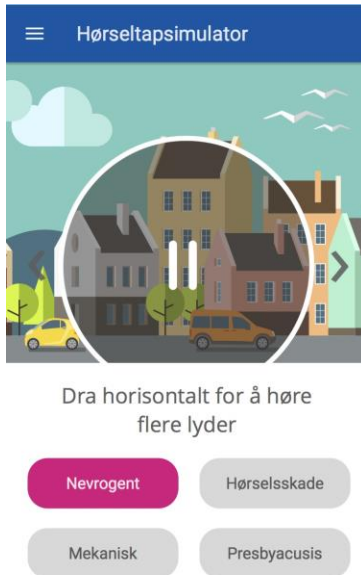 Hørseltapsimulator
Dra horisontalt for å høre
flere lyder
Nevrogent
Hørselsskade
Mekanisk
Presbyacusis